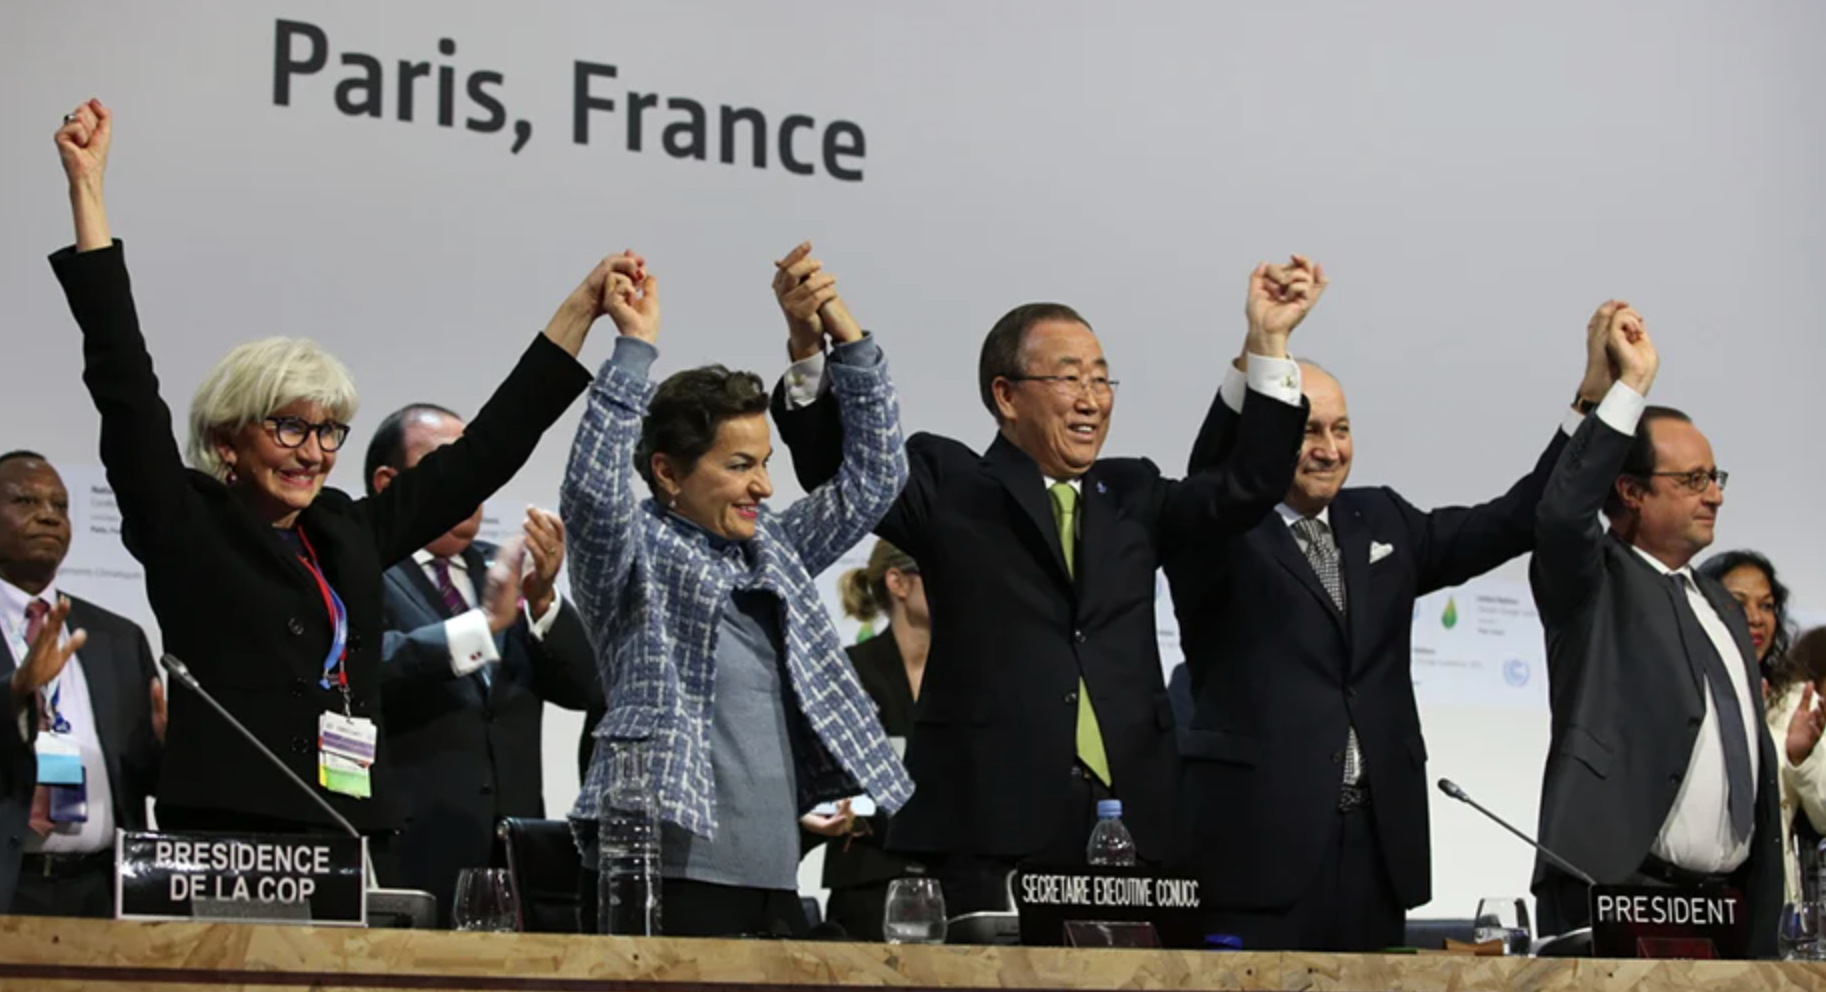 Paris, France
PRESIDENCE
DE LA COP
SECRETAIRE EXECUTIVE CCNUCC
PRESIDENT